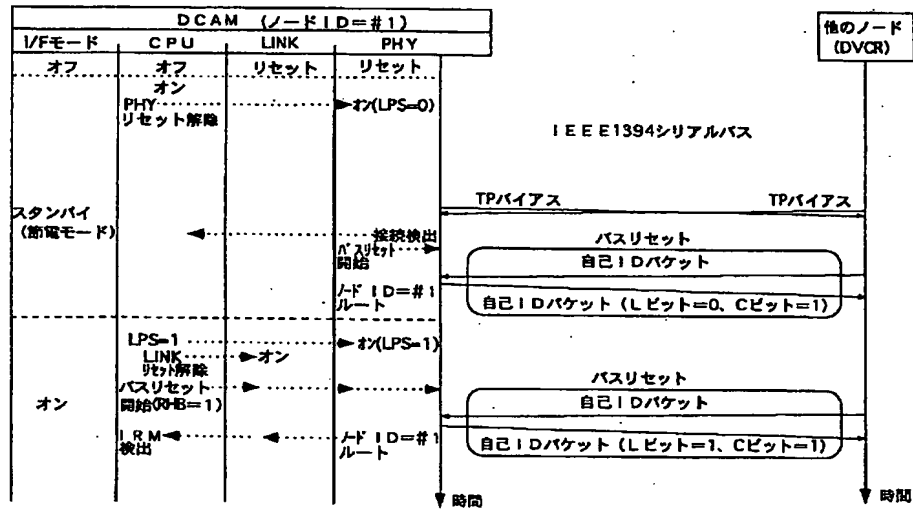 DCAM (ノードID=#1)
I/Fモード CPU LINK PHY
他のノード
(DVCR)
オフ オフ リセット リセット
オン
PHY オン(LPS=0)
リセット解除
IEEE1394シリアルバス
TPバイアス TPバイアス
スタンバイ
(節電モード)
接続検出
バスリセット
開始
バスリセット
自己IDパケット
ノードID=#1
ルート
自己IDパケット(Lビット=0、Cビット=1)
LPS=1 オン(LPS=1)
LINK オン
リセット解除
バスリセット
開始(RHB=1)
オン
バスリセット
自己IDパケット
IRM
検出
ノードID=#1
ルート
自己IDパケット(Lビット=1、Cビット=1)
時間 時間